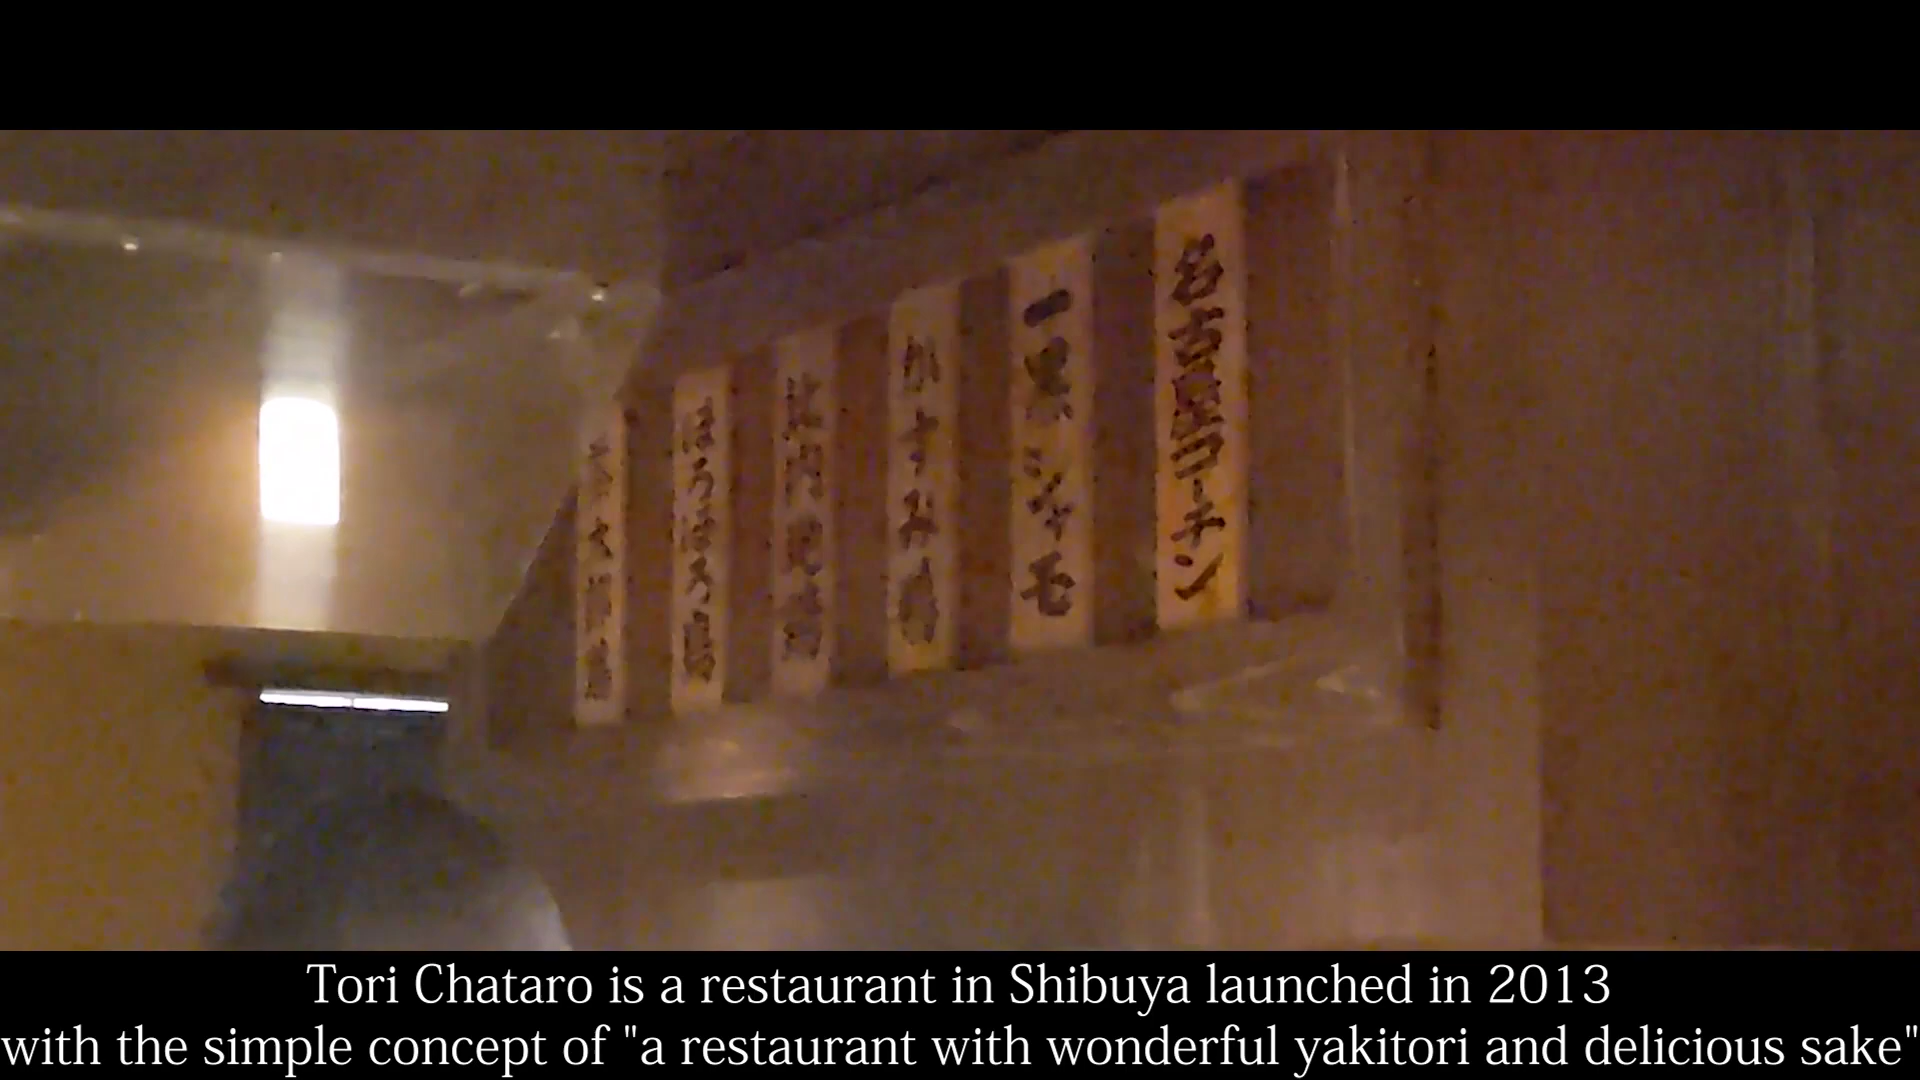 名古屋コーチン
一黒シャモ
かすみ鴨
比内地鶏
ほろほろ鳥
Tori Chataro is a restaurant in Shibuya launched in 2013
with the simple concept of "a restaurant with wonderful yakitori and delicious sake"